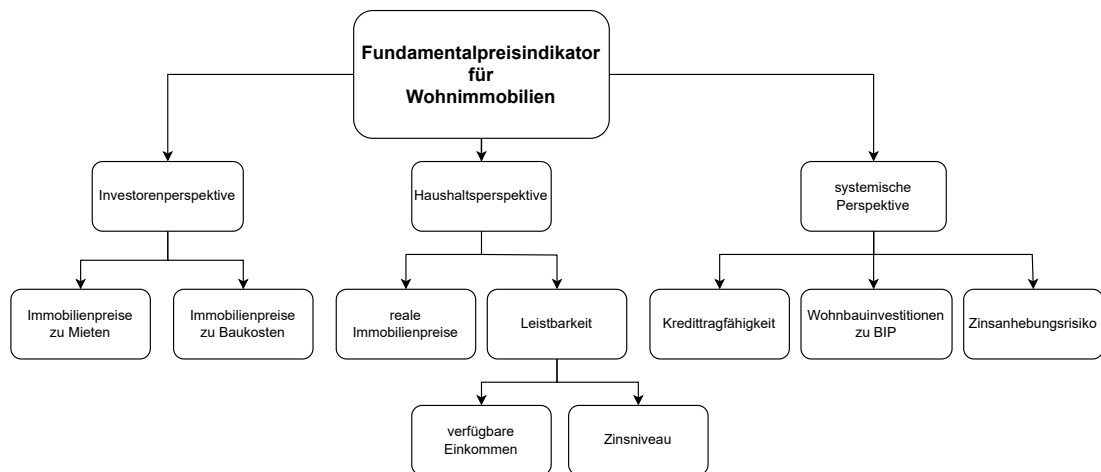 Fundamentalpreisindikator
für
Wohnimmobilien
Investorenperspektive
Haushaltsperspektive
systemische
Perspektive
Immobilienpreise
zu Mieten
Immobilienpreise
zu Baukosten
reale
Immobilienpreise
Leistbarkeit
Kredittragfähigkeit
Wohnbauinvestitionen
zu BIP
Zinsanhebungsrisiko
verfügbare
Einkommen
Zinsniveau